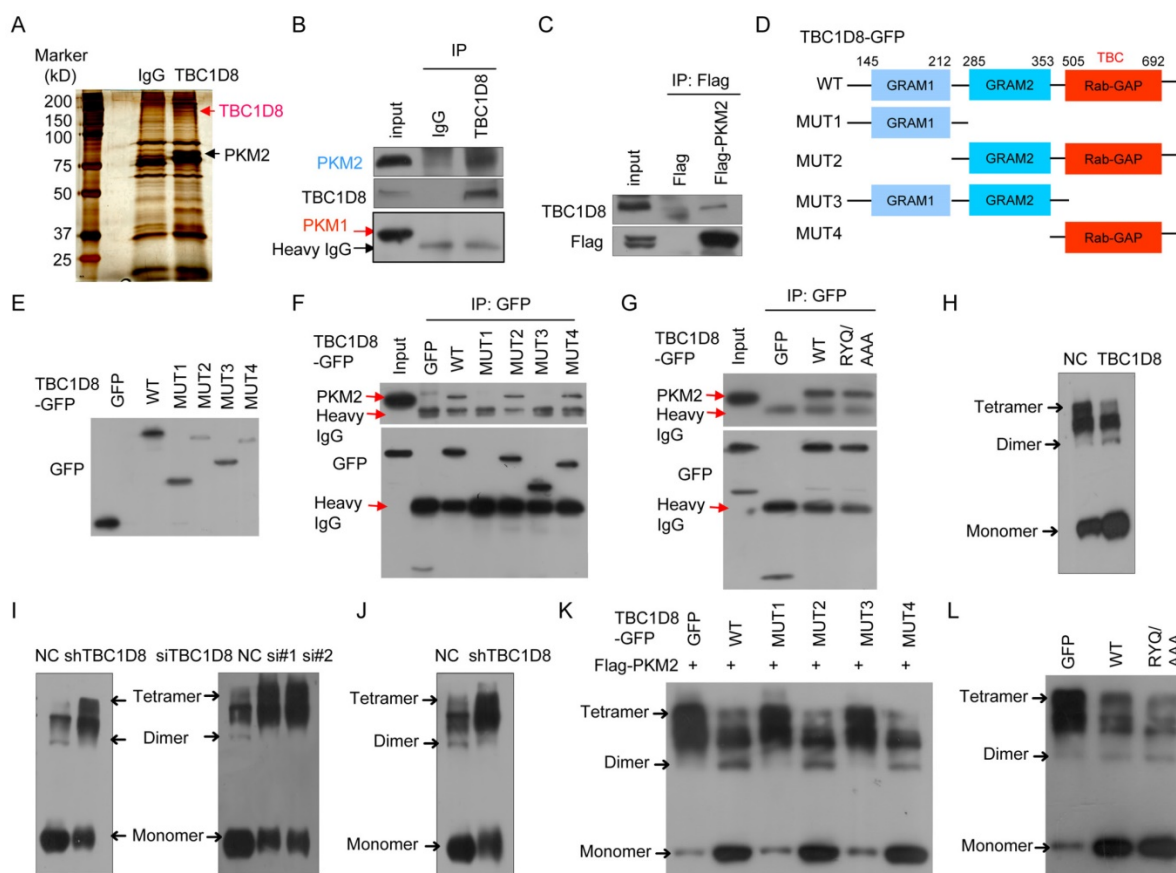 A
Marker
(kD)
IgG TBC1D8
200
150
100
75
50
37
25
TBC1D8
PKM2
B
IP
input
IgG
TBC1D8
PKM2
TBC1D8
PKM1
Heavy IgG
C
IP: Flag
input
Flag
Flag-PKM2
TBC1D8
Flag
D
TBC1D8-GFP
145 212 285 353 505 TBC 692
WT GRAM1 GRAM2 Rab-GAP
MUT1 GRAM1
MUT2 GRAM2 Rab-GAP
MUT3 GRAM1 GRAM2
MUT4 Rab-GAP
E
TBC1D8
-GFP
GFP
WT
MUT1
MUT2
MUT3
MUT4
GFP
F
IP: GFP
TBC1D8
-GFP
Input
GFP
WT
MUT1
MUT2
MUT3
MUT4
PKM2
Heavy
IgG
GFP
Heavy
IgG
G
IP: GFP
TBC1D8
-GFP
Input
GFP
WT
RYQ/
AAA
PKM2
Heavy
IgG
GFP
Heavy
IgG
H
NC TBC1D8
Tetramer
Dimer
Monomer
I
NC shTBC1D8 siTBC1D8 NC si#1 si#2
Tetramer
Dimer
Monomer
J
NC shTBC1D8
Tetramer
Dimer
Monomer
K
TBC1D8
-GFP
GFP
WT
MUT1
MUT2
MUT3
MUT4
Flag-PKM2 + + + + + +
Tetramer
Dimer
Monomer
L
GFP
WT
RYQ/
AAA
Tetramer
Dimer
Monomer